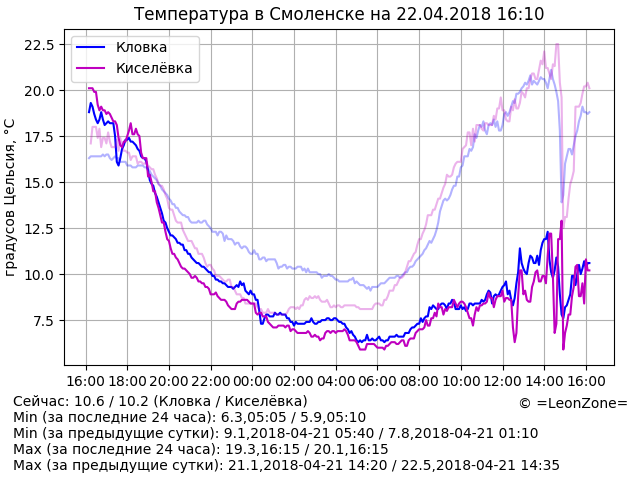 Температура в Смоленске на 22.04.2018 16:10
Кловка
Киселёвка
градусов Цельсия, °C
22.5
20.0
17.5
15.0
12.5
10.0
7.5
16:00 18:00 20:00 22:00 00:00 02:00 04:00 06:00 08:00 10:00 12:00 14:00 16:00
Сейчас: 10.6 / 10.2 (Кловка / Киселёвка)
© =LeonZone=
Min (за последние 24 часа): 6.3,05:05 / 5.9,05:10
Min (за предыдущие сутки): 9.1,2018-04-21 05:40 / 7.8,2018-04-21 01:10
Max (за последние 24 часа): 19.3,16:15 / 20.1,16:15
Max (за предыдущие сутки): 21.1,2018-04-21 14:20 / 22.5,2018-04-21 14:35